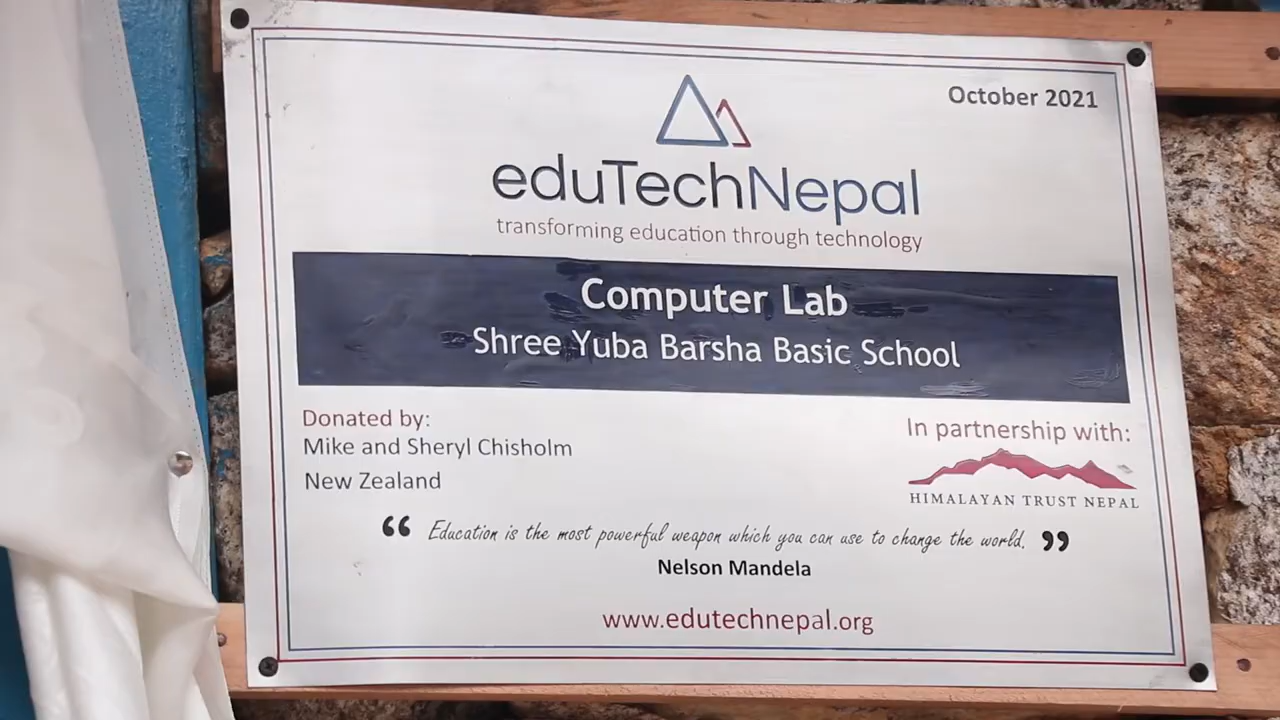 October 2021
eduTechNepal
transforming education through technology
Computer Lab
Shree Yuba Barsha Basic School
Donated by:
Mike and Sheryl Chisholm
New Zealand
In partnership with:
HIMALAYAN TRUST NEPAL
“ Education is the most powerful weapon which you can use to change the world. ”
Nelson Mandela
www.edutechnepal.org